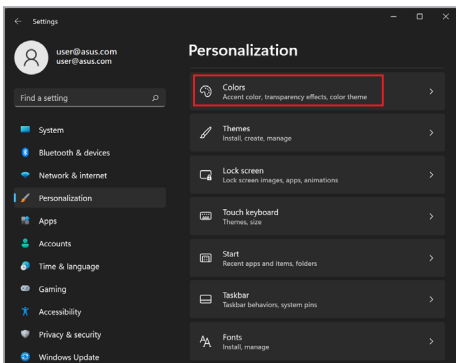 Settings
user@asus.com
user@asus.com
Find a setting
System
Bluetooth & devices
Network & internet
Personalization
Apps
Accounts
Time & language
Gaming
Accessibility
Privacy & security
Windows Update
Personalization
Colors
Accent color, transparency effects, color theme
Themes
Install, create, manage
Lock screen
Lock screen images, apps, animations
Touch keyboard
Themes, size
Start
Recent apps and items, folders
Taskbar
Taskbar behaviors, system pins
Fonts
Install, manage